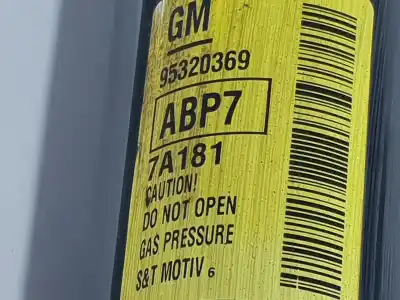 GM
95320369
ABP7
7A181
CAUTION!
DO NOT OPEN
GAS PRESSURE
S&T MOTIV 6